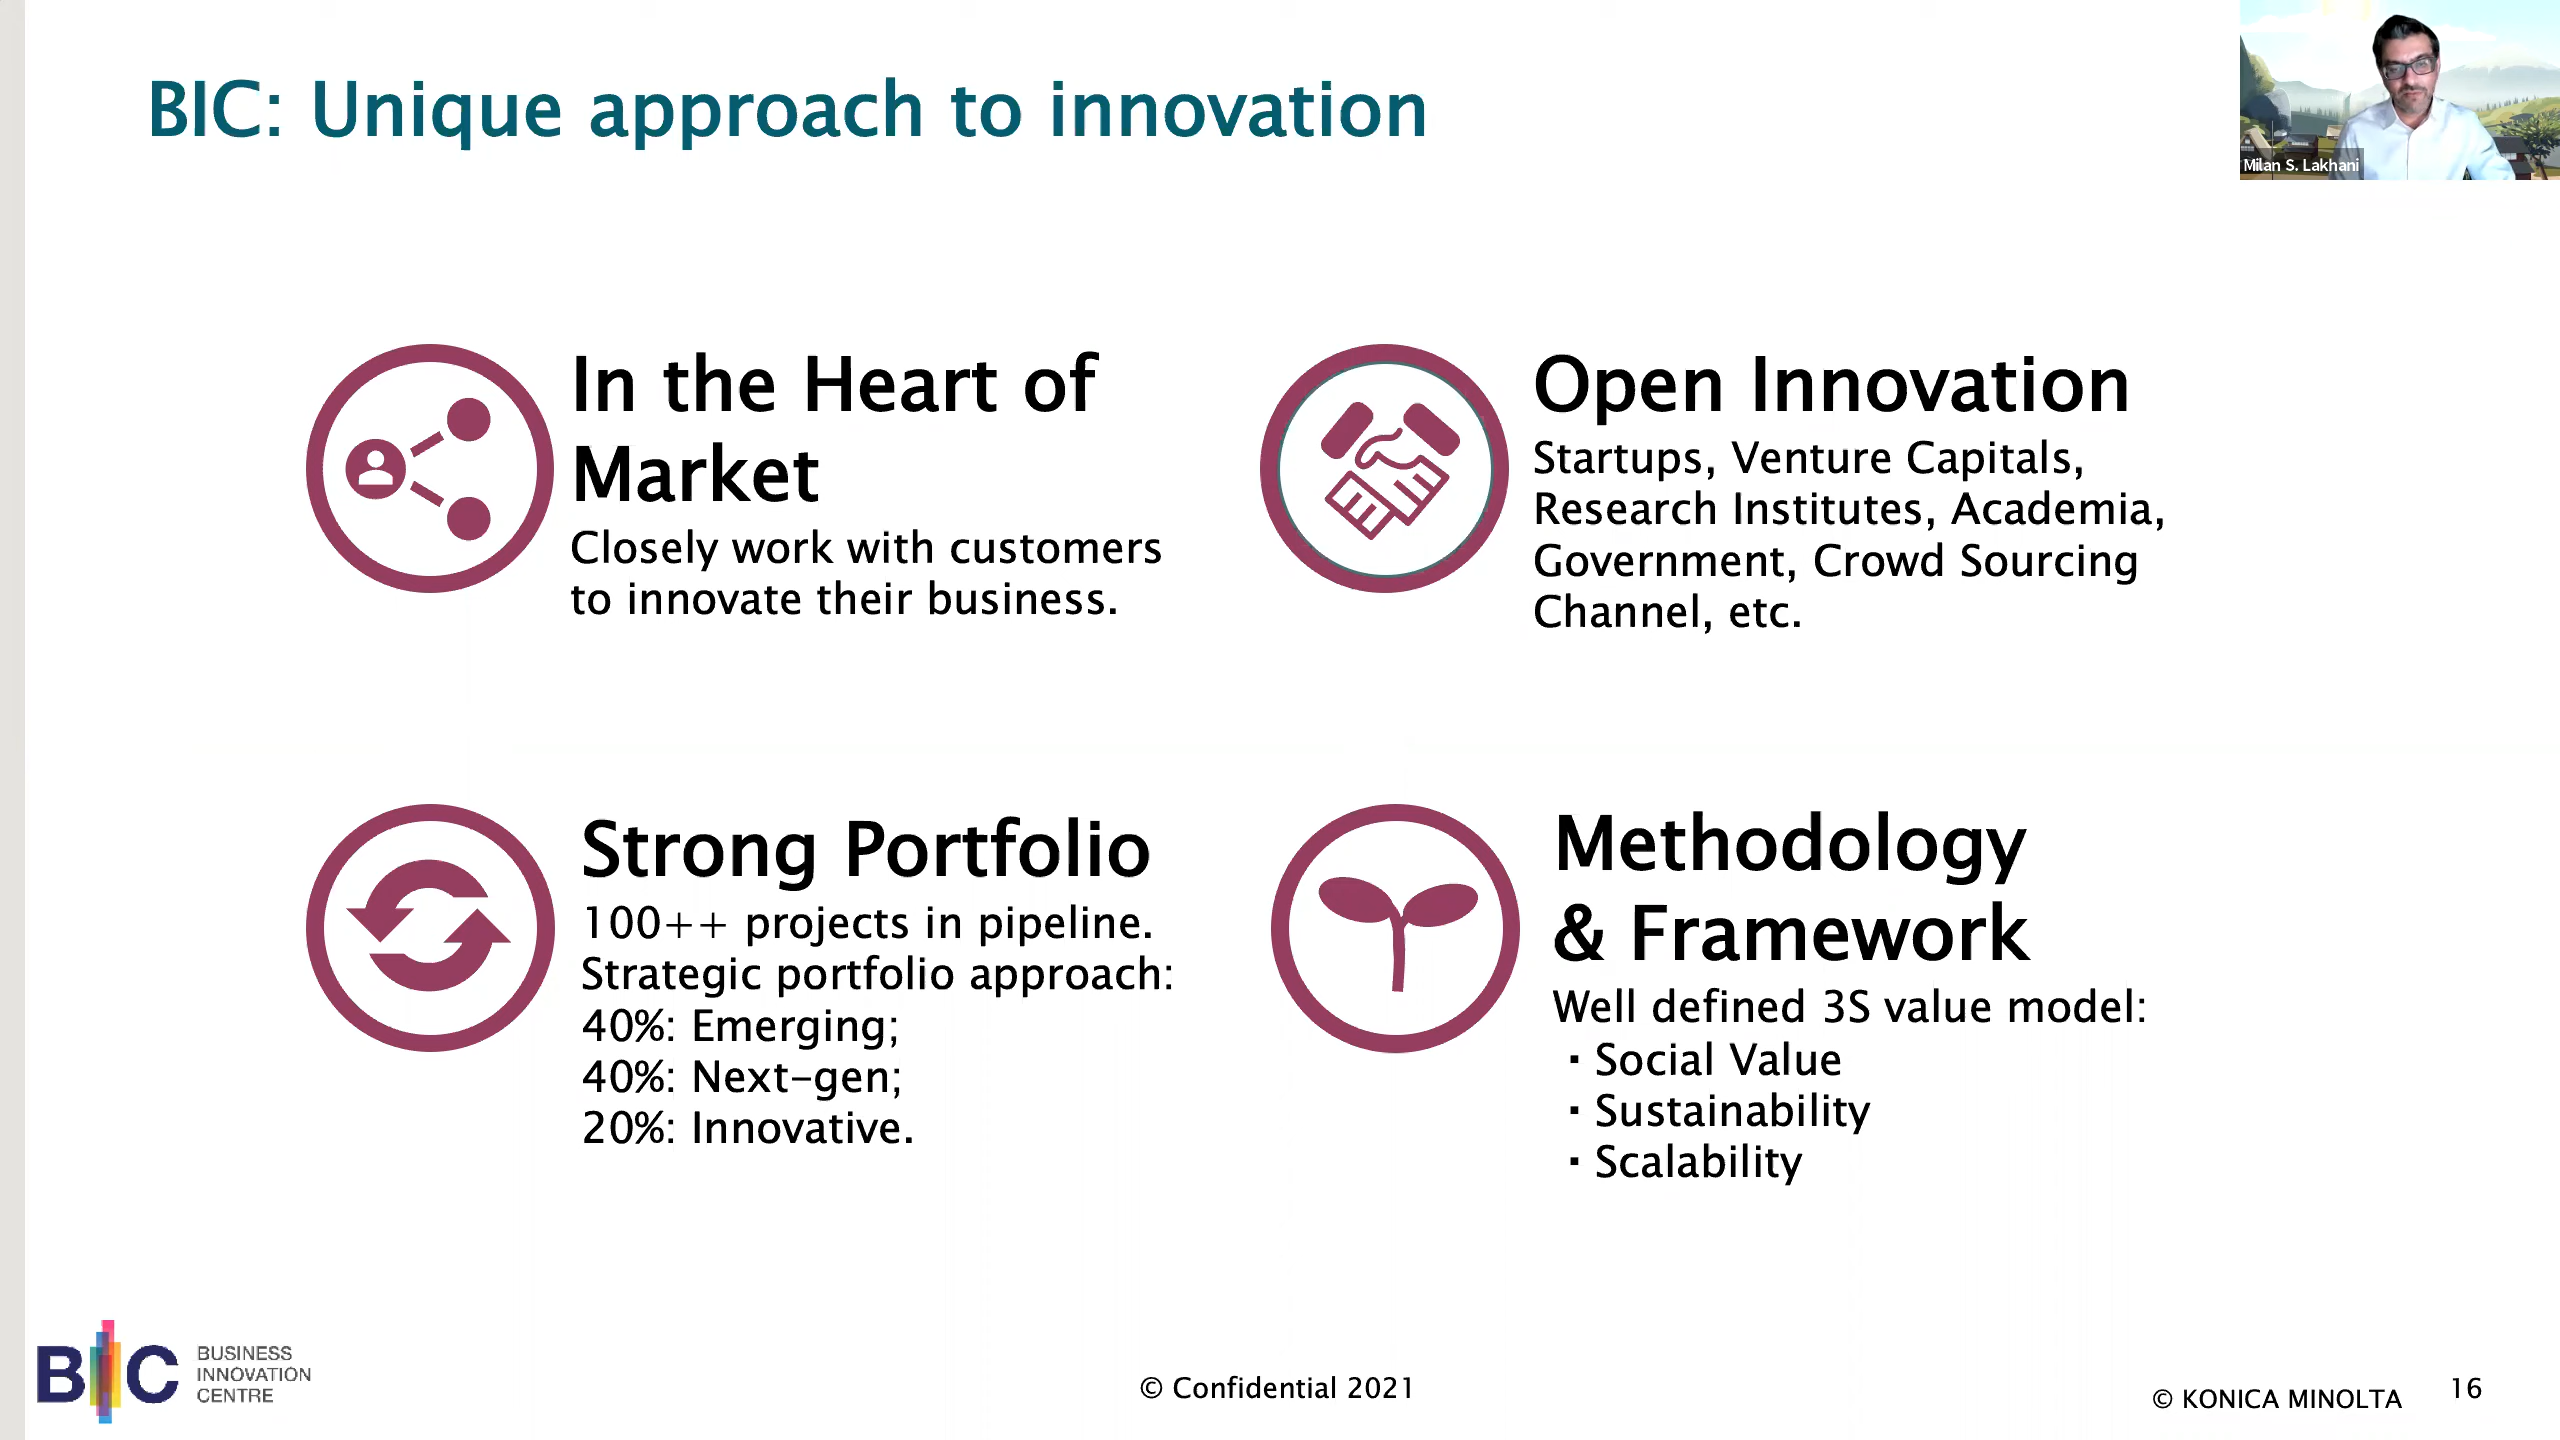 BIC: Unique approach to innovation
Milan S. Lakhani
In the Heart of
Market
Closely work with customers
to innovate their business.
Open Innovation
Startups, Venture Capitals,
Research Institutes, Academia,
Government, Crowd Sourcing
Channel, etc.
Strong Portfolio
100++ projects in pipeline.
Strategic portfolio approach:
40%: Emerging;
40%: Next-gen;
20%: Innovative.
Methodology
& Framework
Well defined 3S value model:
▪ Social Value
▪ Sustainability
▪ Scalability
BIC
BUSINESS
INNOVATION
CENTRE
© Confidential 2021
© KONICA MINOLTA
16